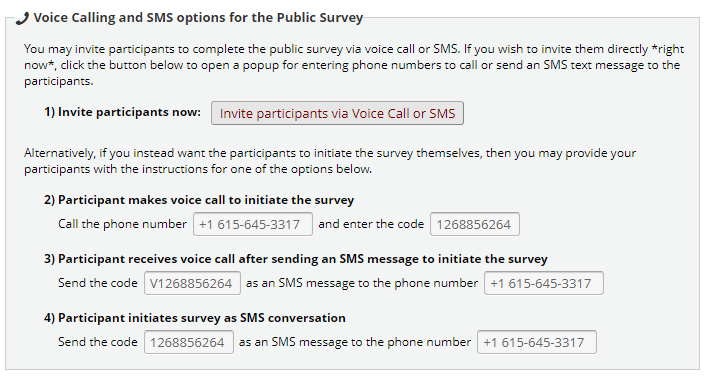 Voice Calling and SMS options for the Public Survey
You may invite participants to complete the public survey via voice call or SMS. If you wish to invite them directly *right
now*, click the button below to open a popup for entering phone numbers to call or send an SMS text message to the
participants.
1) Invite participants now: Invite participants via Voice Call or SMS
Alternatively, if you instead want the participants to initiate the survey themselves, then you may provide your
participants with the instructions for one of the options below.
2) Participant makes voice call to initiate the survey
Call the phone number +1 615-645-3317 and enter the code 1268856264
3) Participant receives voice call after sending an SMS message to initiate the survey
Send the code V1268856264 as an SMS message to the phone number +1 615-645-3317
4) Participant initiates survey as SMS conversation
Send the code 1268856264 as an SMS message to the phone number +1 615-645-3317